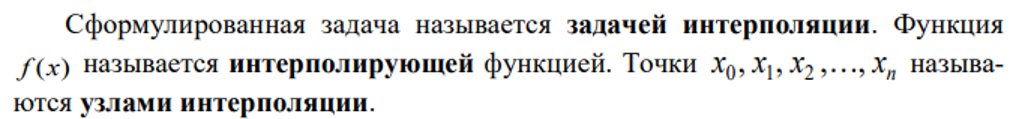 Сформулированная задача называется задачей интерполяции. Функция
f(x) называется интерполирующей функцией. Точки x₀, x₁, x₂,…, xₙ называ-
ются узлами интерполяции.